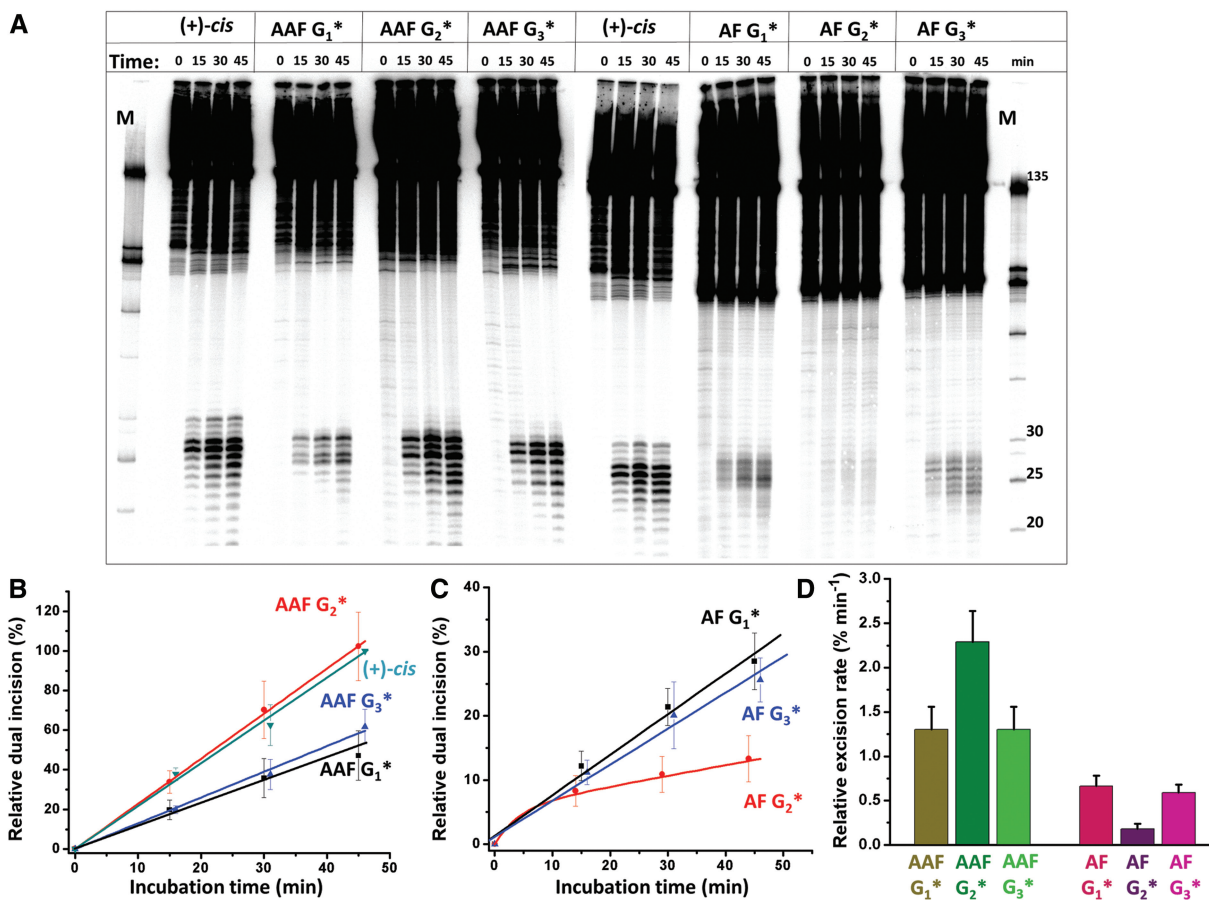 A
(+)-cis AAF G1* AAF G2* AAF G3* (+)-cis AF G1* AF G2* AF G3*
Time: 0 15 30 45 0 15 30 45 0 15 30 45 0 15 30 45 0 15 30 45 0 15 30 45 0 15 30 45 0 15 30 45 min
M M
135
30
25
20
B
Relative dual incision (%)
120
100
80
60
40
20
0
AAF G2*
(+)-cis
AAF G3*
AAF G1*
0 10 20 30 40 50
Incubation time (min)
C
Relative dual incision (%)
40
30
20
10
0
AF G1*
AF G3*
AF G2*
0 10 20 30 40 50
Incubation time (min)
D
Relative excision rate (% min-1)
3.0
2.5
2.0
1.5
1.0
0.5
0.0
AAF AAF AAF AF AF AF
G1* G2* G3* G1* G2* G3*